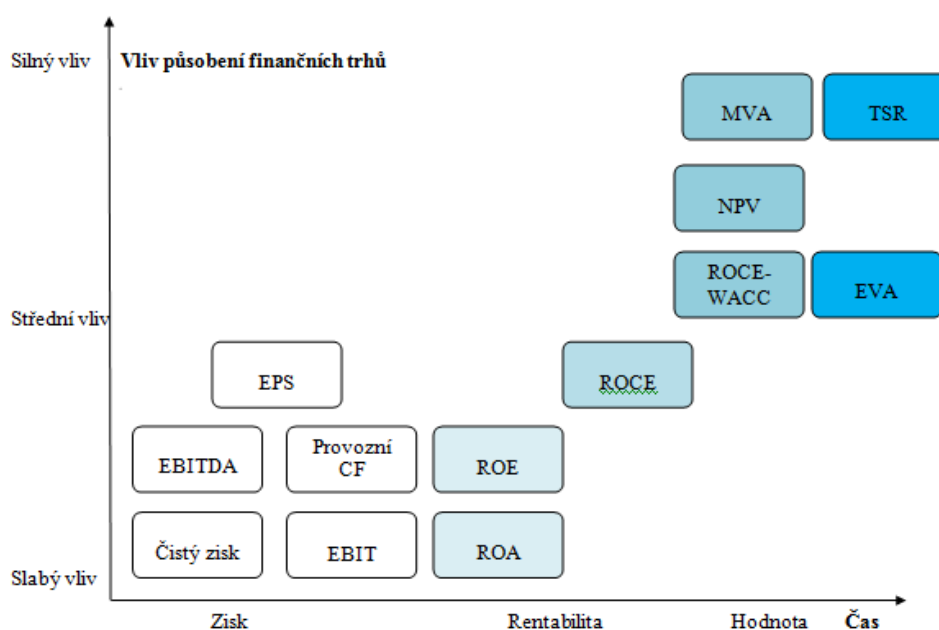 Silný vliv
Vliv působení finančních trhů
MVA
TSR
NPV
ROCE-
WACC
EVA
Střední vliv
EPS
ROCE
EBITDA
Provozní
CF
ROE
Čistý zisk
EBIT
ROA
Slabý vliv
Zisk
Rentabilita
Hodnota
Čas